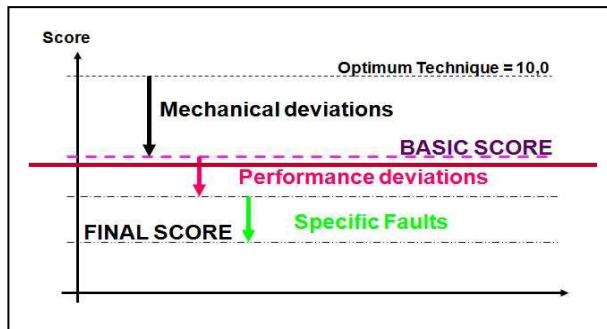 Score
Optimum Technique = 10,0
Mechanical deviations
BASIC SCORE
Performance deviations
Specific Faults
FINAL SCORE